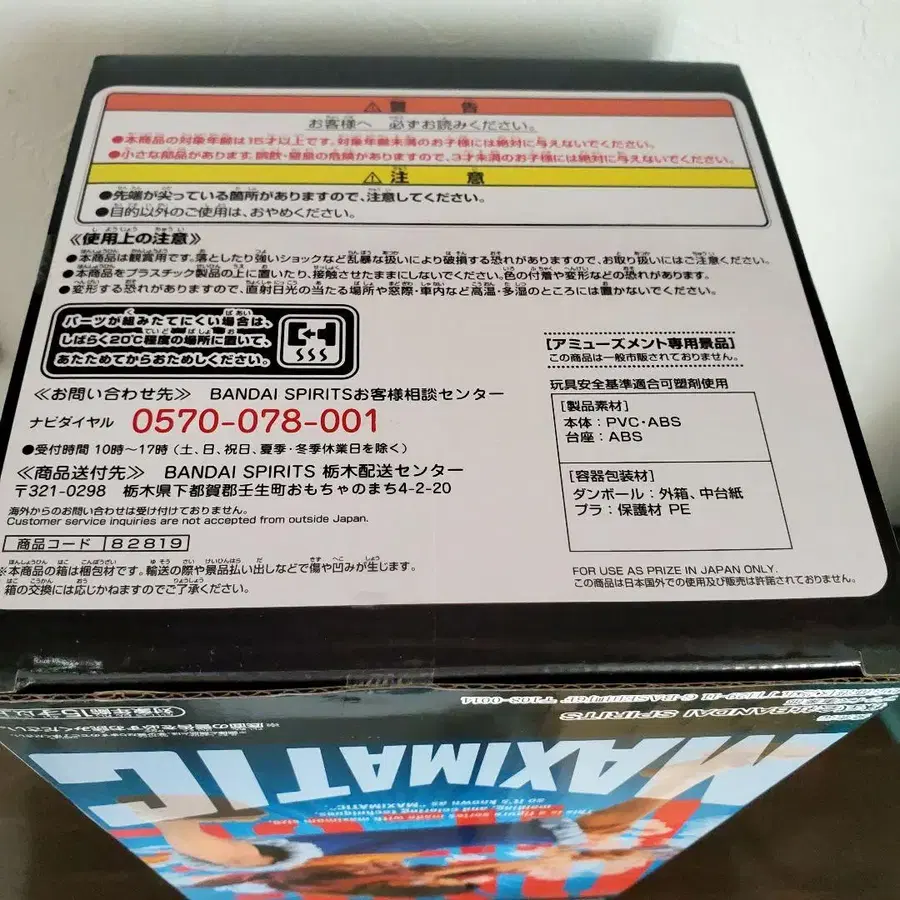 ⚠警告
お客様へ 必ずお読みください。
●本商品の対象年齢は15才以上です。対象年齢未満のお子様には絶対に与えないでください。
●小さな部品があります。誤飲・窒息の危険がありますので、3才未満のお子様には絶対に与えないでください。
⚠注意
●先端が尖っている箇所がありますので、注意してください。
●目的以外のご使用は、おやめください。
≪使用上の注意≫
●本商品は観賞用です。落としたり強いショックなど乱暴な扱いにより破損する恐れがありますので、お取り扱いにはご注意ください。
●本商品をプラスチック製品の上に置いたり、接触させたままにしないでください。色の付着や変形などの恐れがあります。
●変形する恐れがありますので、直射日光の当たる場所や窓際・車内など高温・多湿のところには置かないでください。
パーツが組みたてにくい場合は、
しばらく20℃程度の場所に置いて、
あたためてからおためしください。
≪お問い合わせ先≫ BANDAI SPIRITSお客様相談センター
ナビダイヤル 0570-078-001
●受付時間 10時～17時(土、日、祝日、夏季・冬季休業日を除く)
≪商品送付先≫ BANDAI SPIRITS 栃木配送センター
〒321-0298 栃木県下都賀郡壬生町おもちゃのまち4-2-20
海外からのお問い合わせは受け付けておりません。
Customer service inquiries are not accepted from outside Japan.
商品コード 82819
※本商品の箱は梱包材です。輸送の際や景品払い出しなどで傷や凹みが生じます。
箱の交換には応じかねますのでご了承ください。
[アミューズメント専用景品]
この商品は一般市販されておりません。
玩具安全基準適合可塑剤使用
[製品素材]
本体：PVC・ABS
台座：ABS
[容器包装材]
ダンボール：外箱、中台紙
プラ：保護材 PE
FOR USE AS PRIZE IN JAPAN ONLY.
この商品は日本国外での使用及び販売は許諾されておりません。
対象年齢15才以上
BANDAI SPIRITS
MAXIMATIC
This is a figure series made with maximum size,
molding, and coloring techniques,
so it's known as "MAXIMATIC"